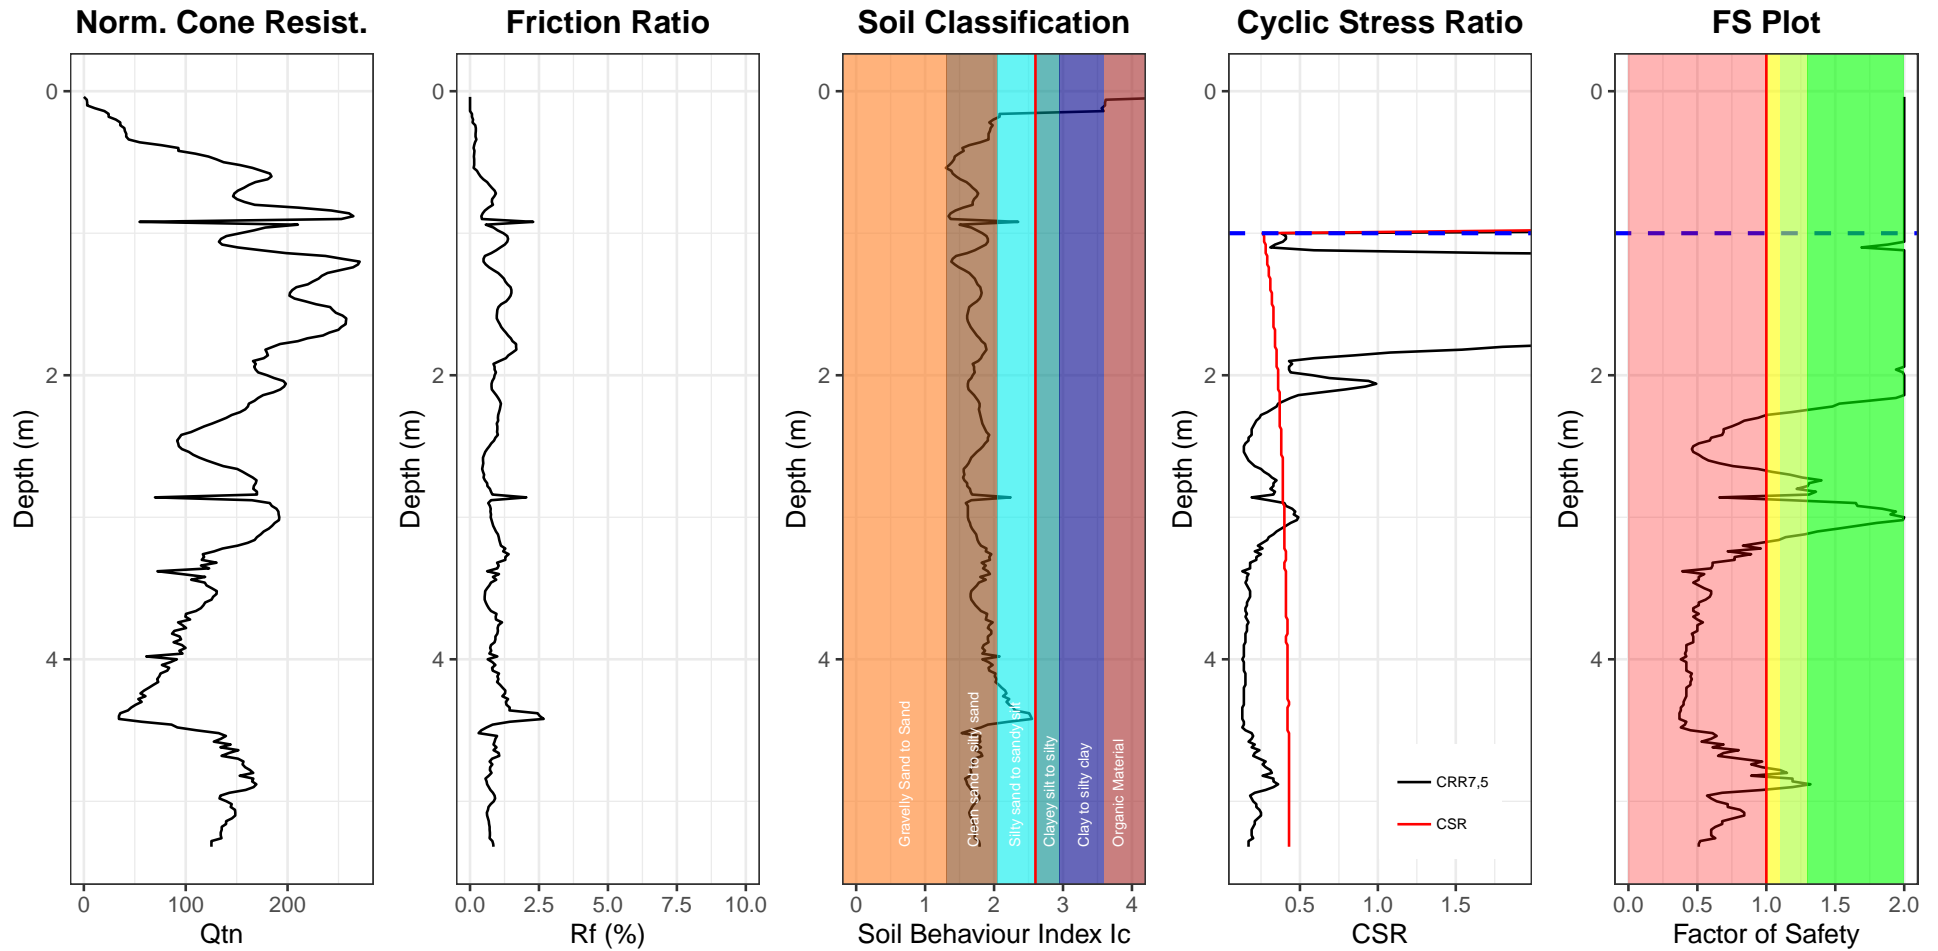 Norm. Cone Resist.
Friction Ratio
Soil Classification
Cyclic Stress Ratio
FS Plot
0
2
4
Depth (m)
0
100
200
Qtn
0
2
4
Depth (m)
0.0
2.5
5.0
7.5
10.0
Rf (%)
0
2
4
Depth (m)
Gravelly Sand to Sand
Clean sand to silty sand
Silty sand to sandy silt
Clayey silt to silty
Clay to silty clay
Organic Material
0
1
2
3
4
Soil Behaviour Index Ic
0
2
4
Depth (m)
CRR7,5
CSR
0.5
1.0
1.5
CSR
0
2
4
Depth (m)
0.0
0.5
1.0
1.5
2.0
Factor of Safety